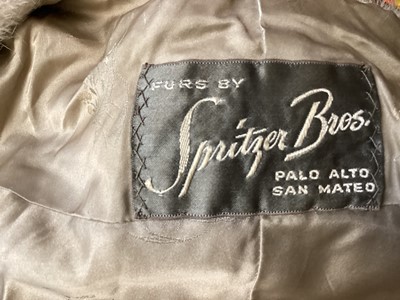 FURS BY
Spritzer Bros.
PALO ALTO
SAN MATEO